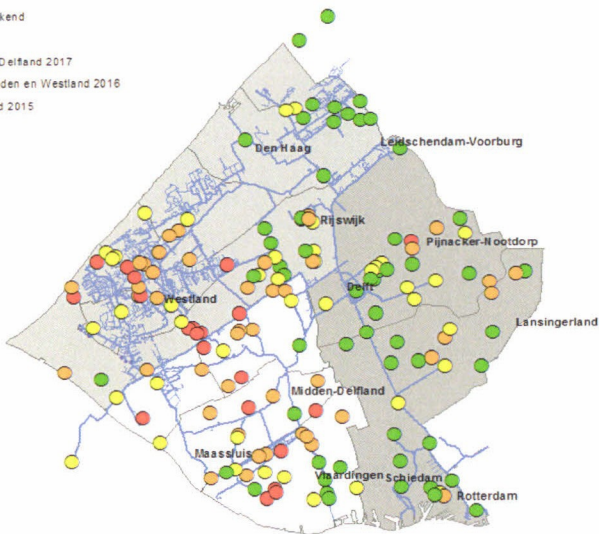 kend
Delfland 2017
den en Westland 2016
d 2015
Den Haag
Leidschendam-Voorburg
Rijswijk
Pijnacker-Nootdorp
Delft
Westland
Lansingerland
Midden-Delfland
Maassluis
Vlaardingen
Schiedam
Rotterdam